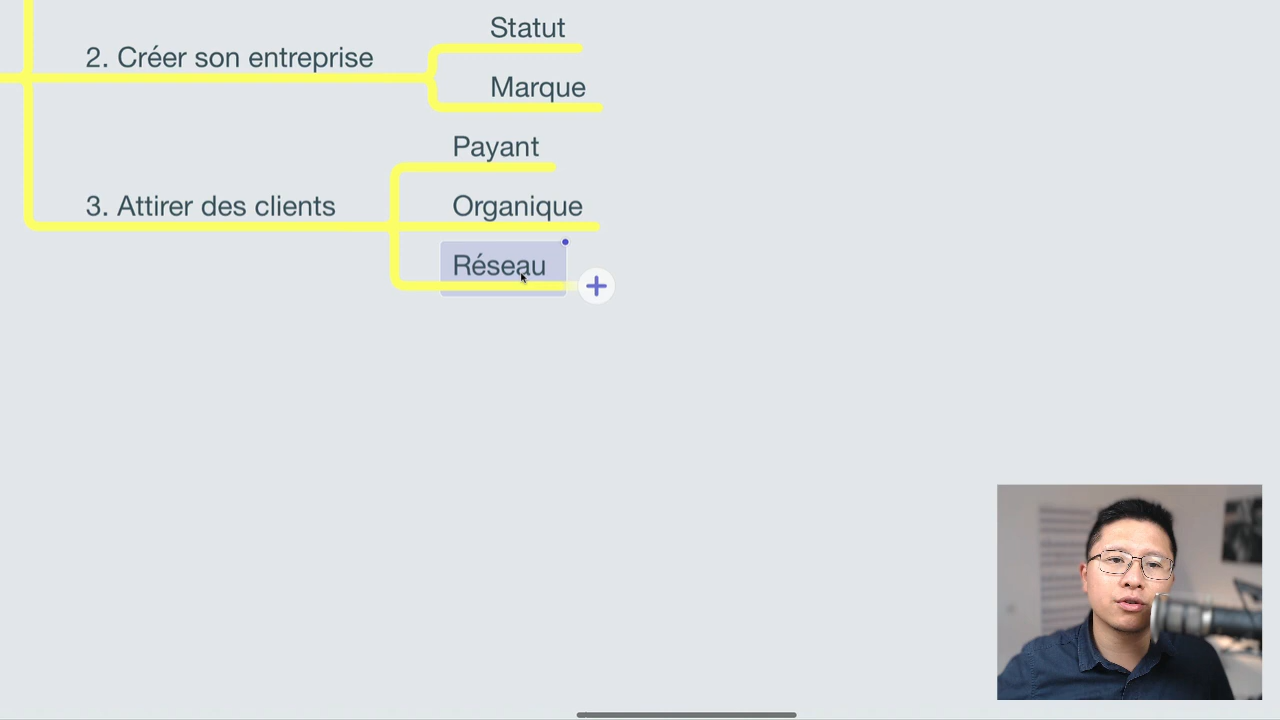 Statut
2. Créer son entreprise
Marque
Payant
3. Attirer des clients
Organique
Réseau